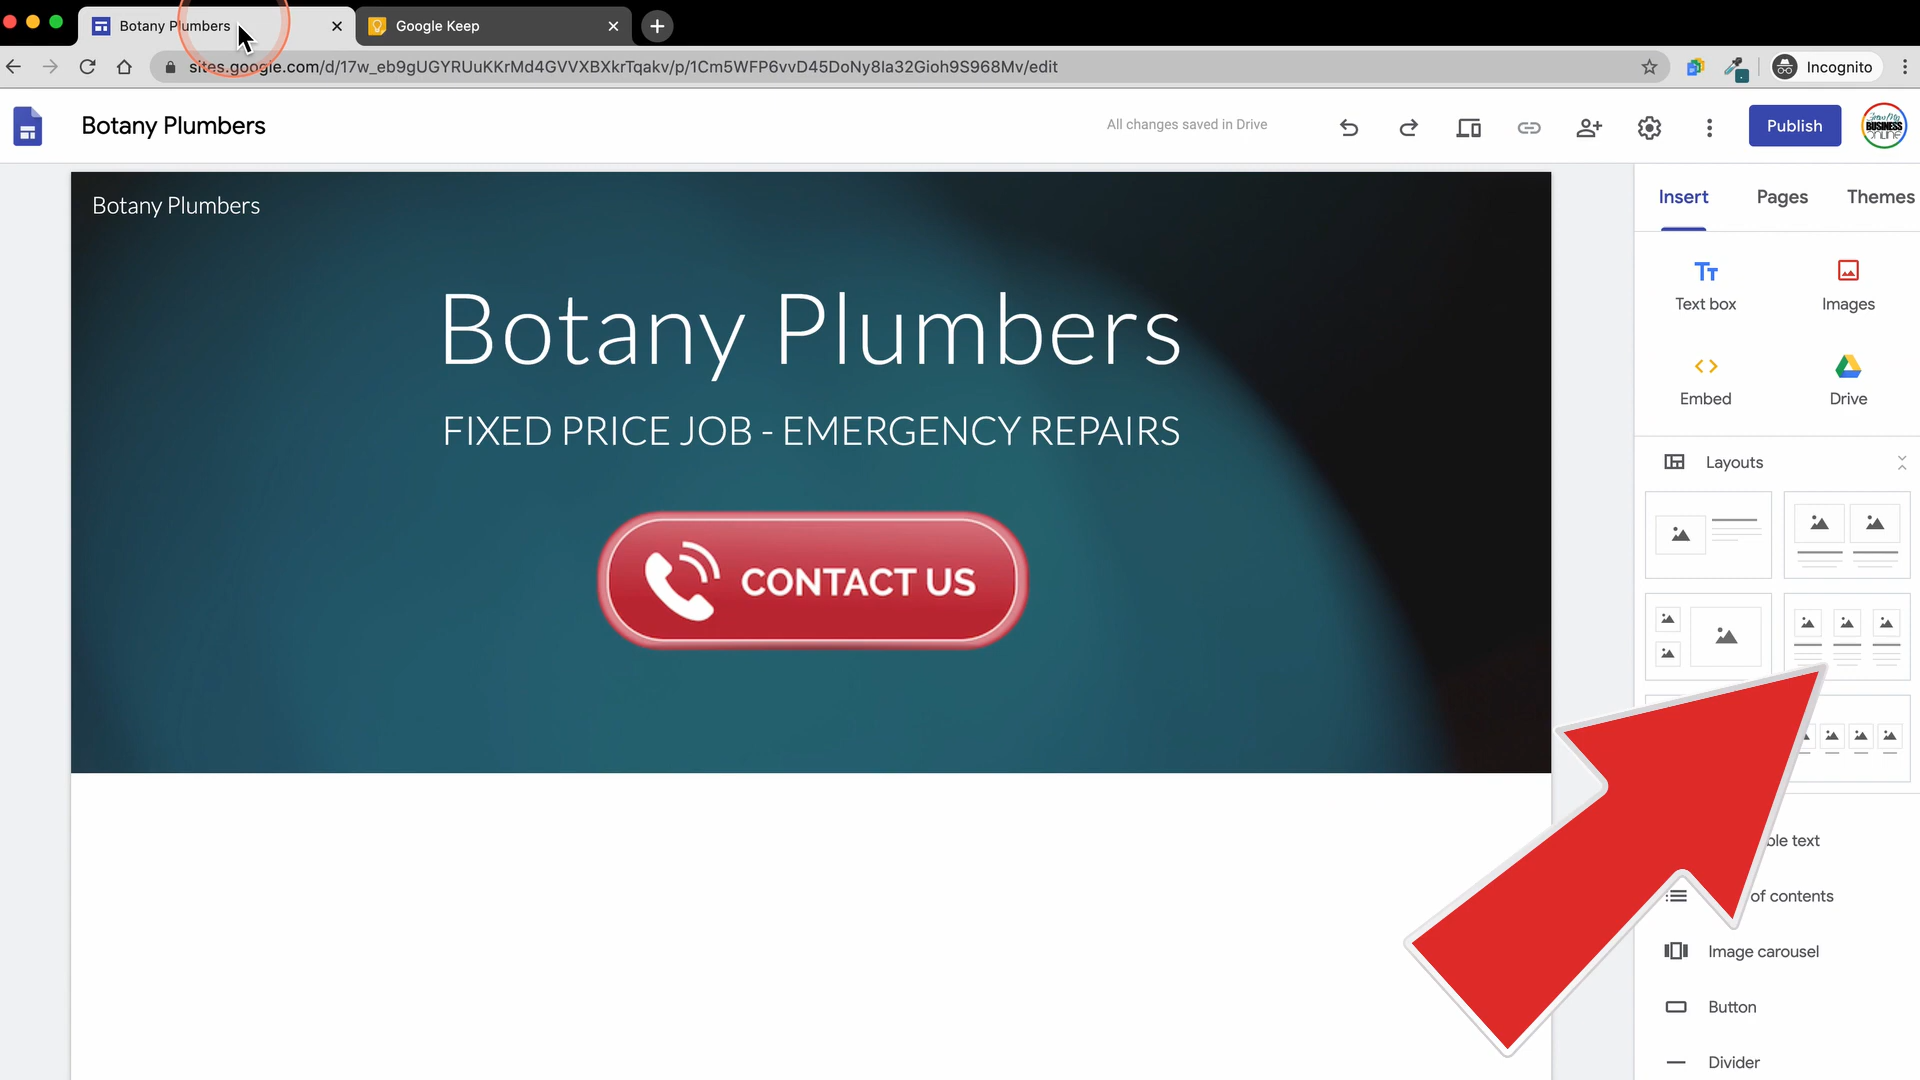 Botany Plumbers
Google Keep
sites.google.com/d/17w_eb9gUGYRUuKKrMd4GVVXBXkrTqakv/p/1Cm5WFP6vvD45DoNy8la32Gioh9S968Mv/edit
Incognito
Botany Plumbers
All changes saved in Drive
Publish
BUSINESS
ONLINE
Botany Plumbers
Insert
Pages
Themes
Text box
Images
Botany Plumbers
Embed
Drive
FIXED PRICE JOB - EMERGENCY REPAIRS
Layouts
CONTACT US
ble text
of contents
Image carousel
Button
Divider